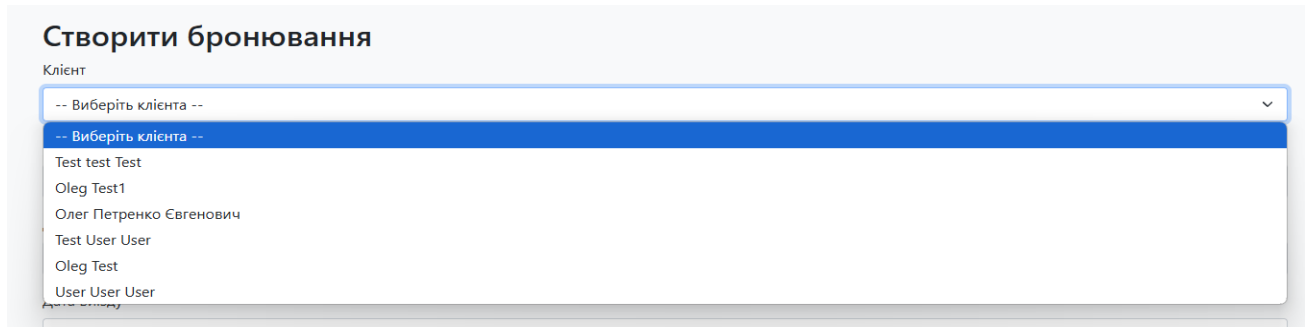 Створити бронювання
Клієнт
-- Виберіть клієнта --
-- Виберіть клієнта --
Test test Test
Oleg Test1
Олег Петренко Євгенович
Test User User
Oleg Test
User User User